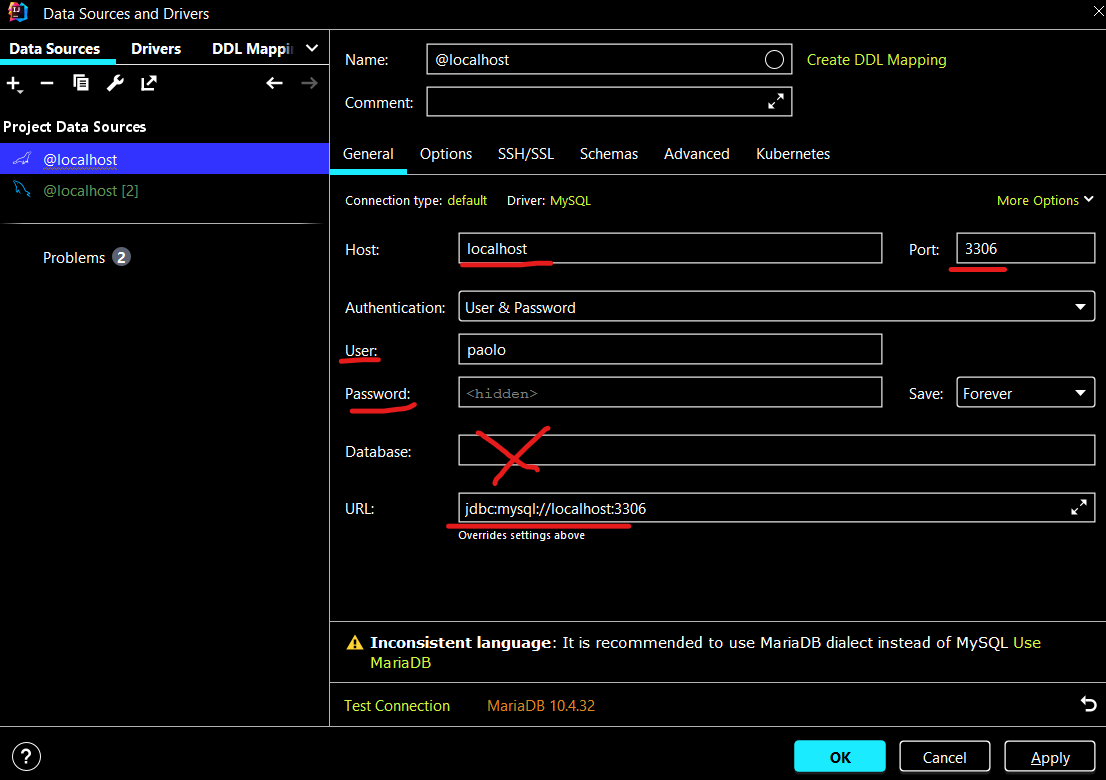 Data Sources and Drivers
Data Sources Drivers DDL Mappin
Project Data Sources
@localhost
@localhost [2]
Problems 2
Name: @localhost Create DDL Mapping
Comment:
General Options SSH/SSL Schemas Advanced Kubernetes
Connection type: default Driver: MySQL More Options
Host: localhost Port: 3306
Authentication: User & Password
User: paolo
Password: <hidden> Save: Forever
Database:
URL: jdbc:mysql://localhost:3306
Overrides settings above
Inconsistent language: It is recommended to use MariaDB dialect instead of MySQL Use
MariaDB
Test Connection MariaDB 10.4.32
? OK Cancel Apply